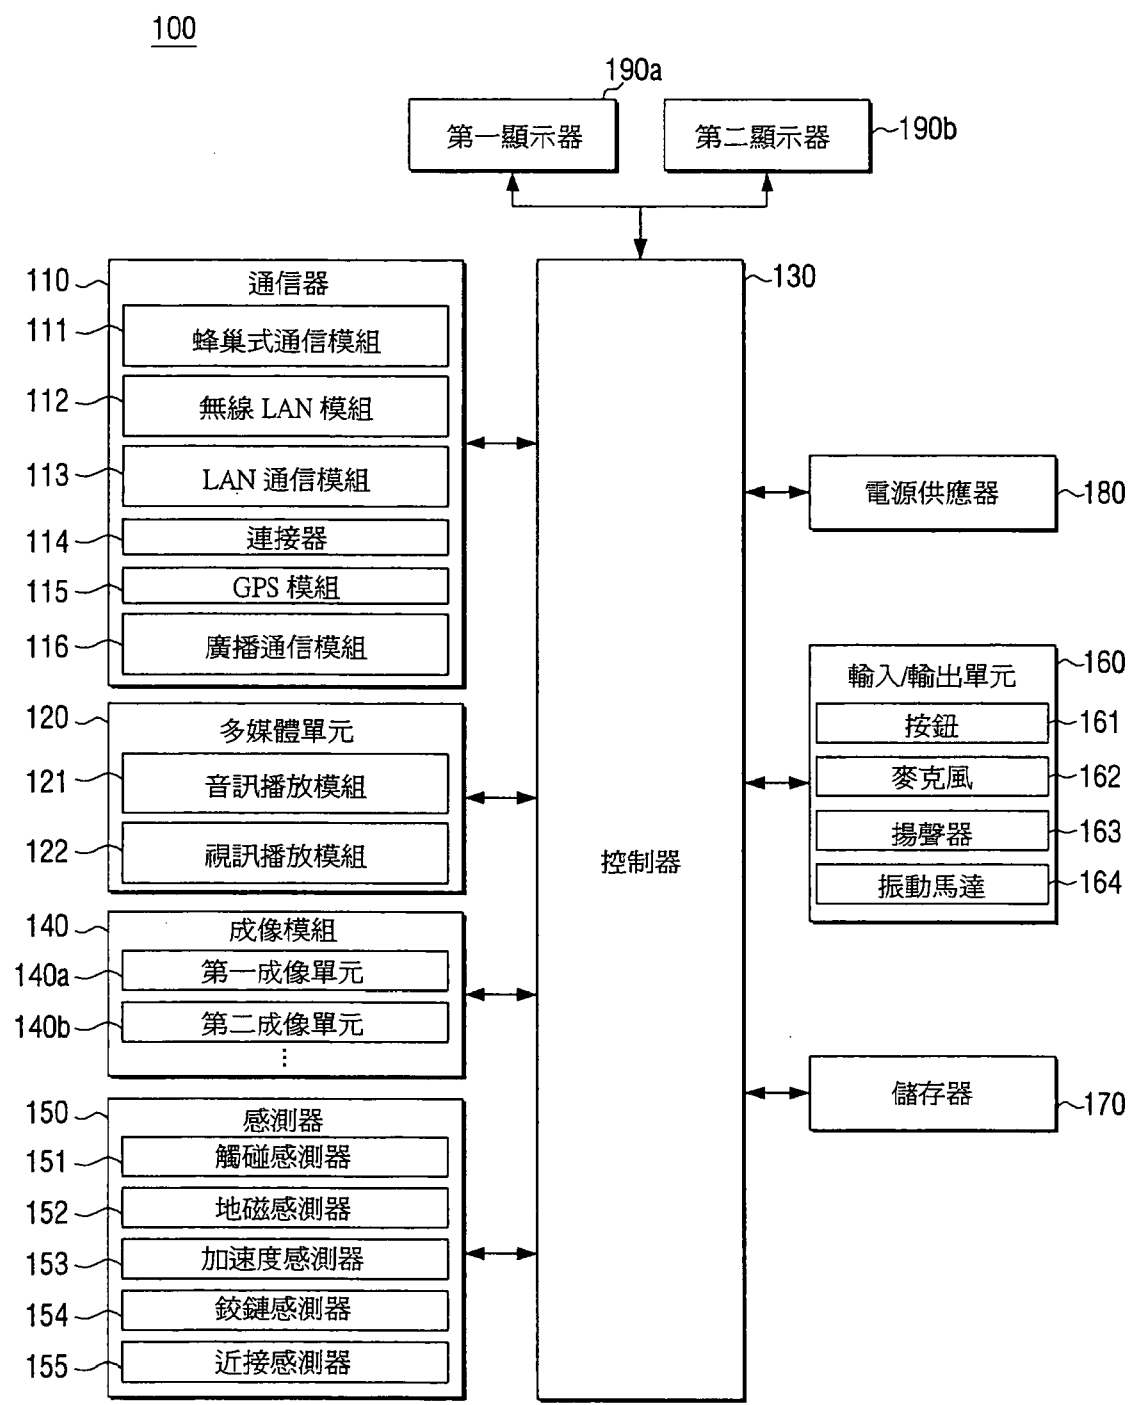 100
190a
第一顯示器
第二顯示器
190b
110
通信器
111
蜂巢式通信模組
112
無線 LAN 模組
113
LAN 通信模組
114
連接器
115
GPS 模組
116
廣播通信模組
120
多媒體單元
121
音訊播放模組
122
視訊播放模組
140
成像模組
140a
第一成像單元
140b
第二成像單元
⋮
150
感測器
151
觸碰感測器
152
地磁感測器
153
加速度感測器
154
鉸鏈感測器
155
近接感測器
130
控制器
電源供應器
180
160
輸入/輸出單元
按鈕
161
麥克風
162
揚聲器
163
振動馬達
164
儲存器
170